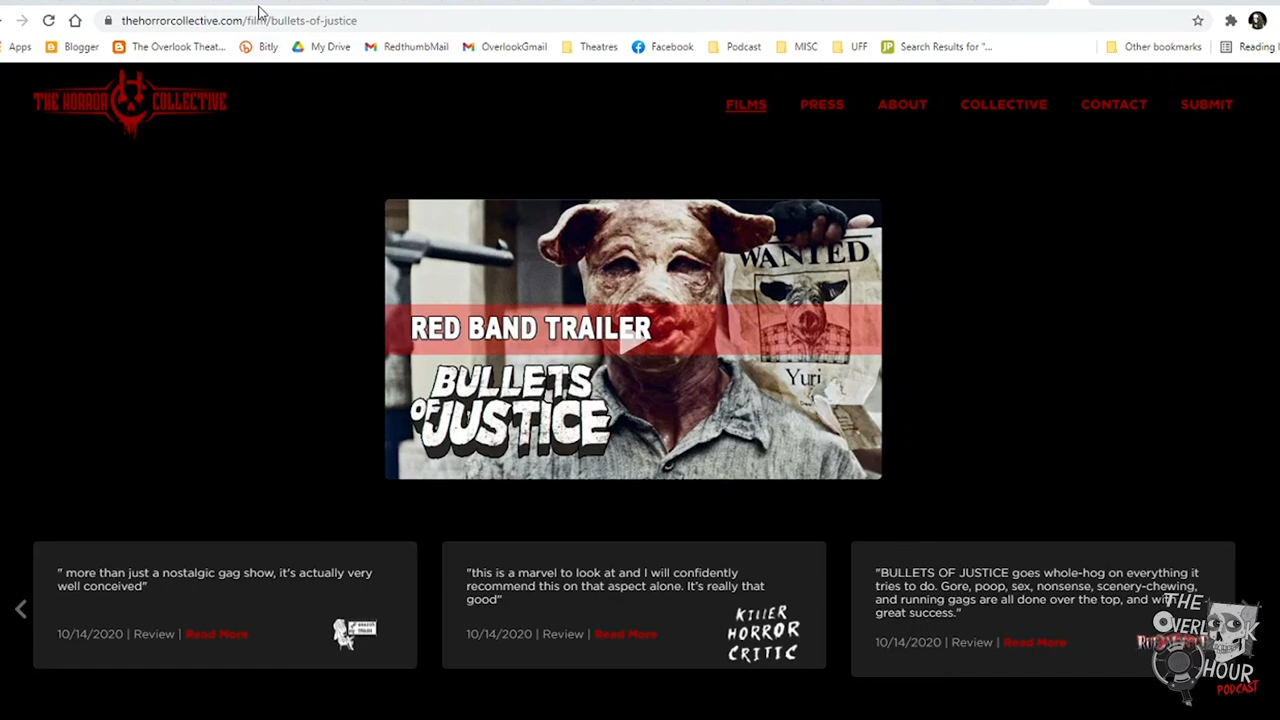 thehorrorcollective.com/film/bullets-of-justice
Apps Blogger The Overlook Theat... Bitly My Drive RedthumbMail OverlookGmail Theatres Facebook Podcast MISC UFF Search Results for "... Other bookmarks Reading
THE HORROR COLLECTIVE
FILMS PRESS ABOUT COLLECTIVE CONTACT SUBMIT
WANTED
RED BAND TRAILER
Yuri
BULLETS
OF JUSTICE
" more than just a nostalgic gag show, it's actually very
well conceived"
10/14/2020 | Review | Read More
"this is a marvel to look at and I will confidently
recommend this on that aspect alone. It's really that
good"
10/14/2020 | Review | Read More
KILLER
HORROR
CRITIC
"BULLETS OF JUSTICE goes whole-hog on everything it
tries to do. Gore, poop, sex, nonsense, scenery-chewing,
and running gags are all done over the top, and with
great success."
10/14/2020 | Review | Read More
THE
OVERLOOK
HOUR
PODCAST